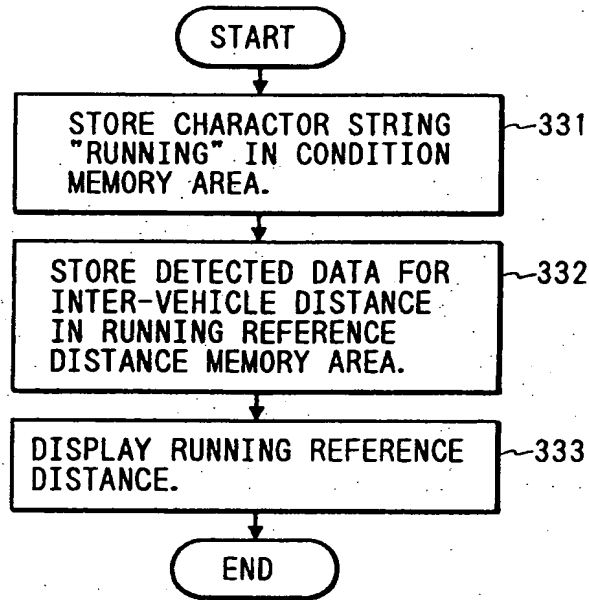 START
STORE CHARACTOR STRING
"RUNNING" IN CONDITION
MEMORY AREA.
331
STORE DETECTED DATA FOR
INTER-VEHICLE DISTANCE
IN RUNNING REFERENCE
DISTANCE MEMORY AREA.
332
DISPLAY RUNNING REFERENCE
DISTANCE.
333
END